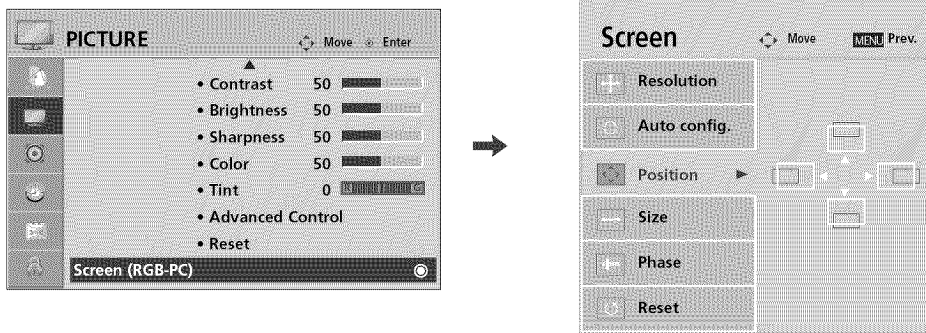 PICTURE
Move Enter
• Contrast 50
• Brightness 50
• Sharpness 50
• Color 50
• Tint 0 R G
• Advanced Control
• Reset
Screen (RGB-PC)
Screen
Move MENU Prev.
Resolution
Auto config.
Position
Size
Phase
Reset